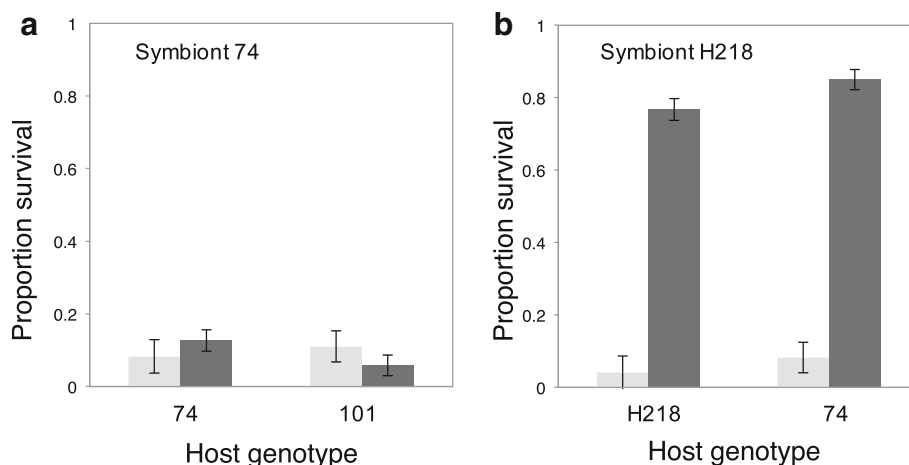 a
Symbiont 74
1
0.8
0.6
0.4
0.2
0
Proportion survival
74 101
Host genotype
b
Symbiont H218
1
0.8
0.6
0.4
0.2
0
Proportion survival
H218 74
Host genotype